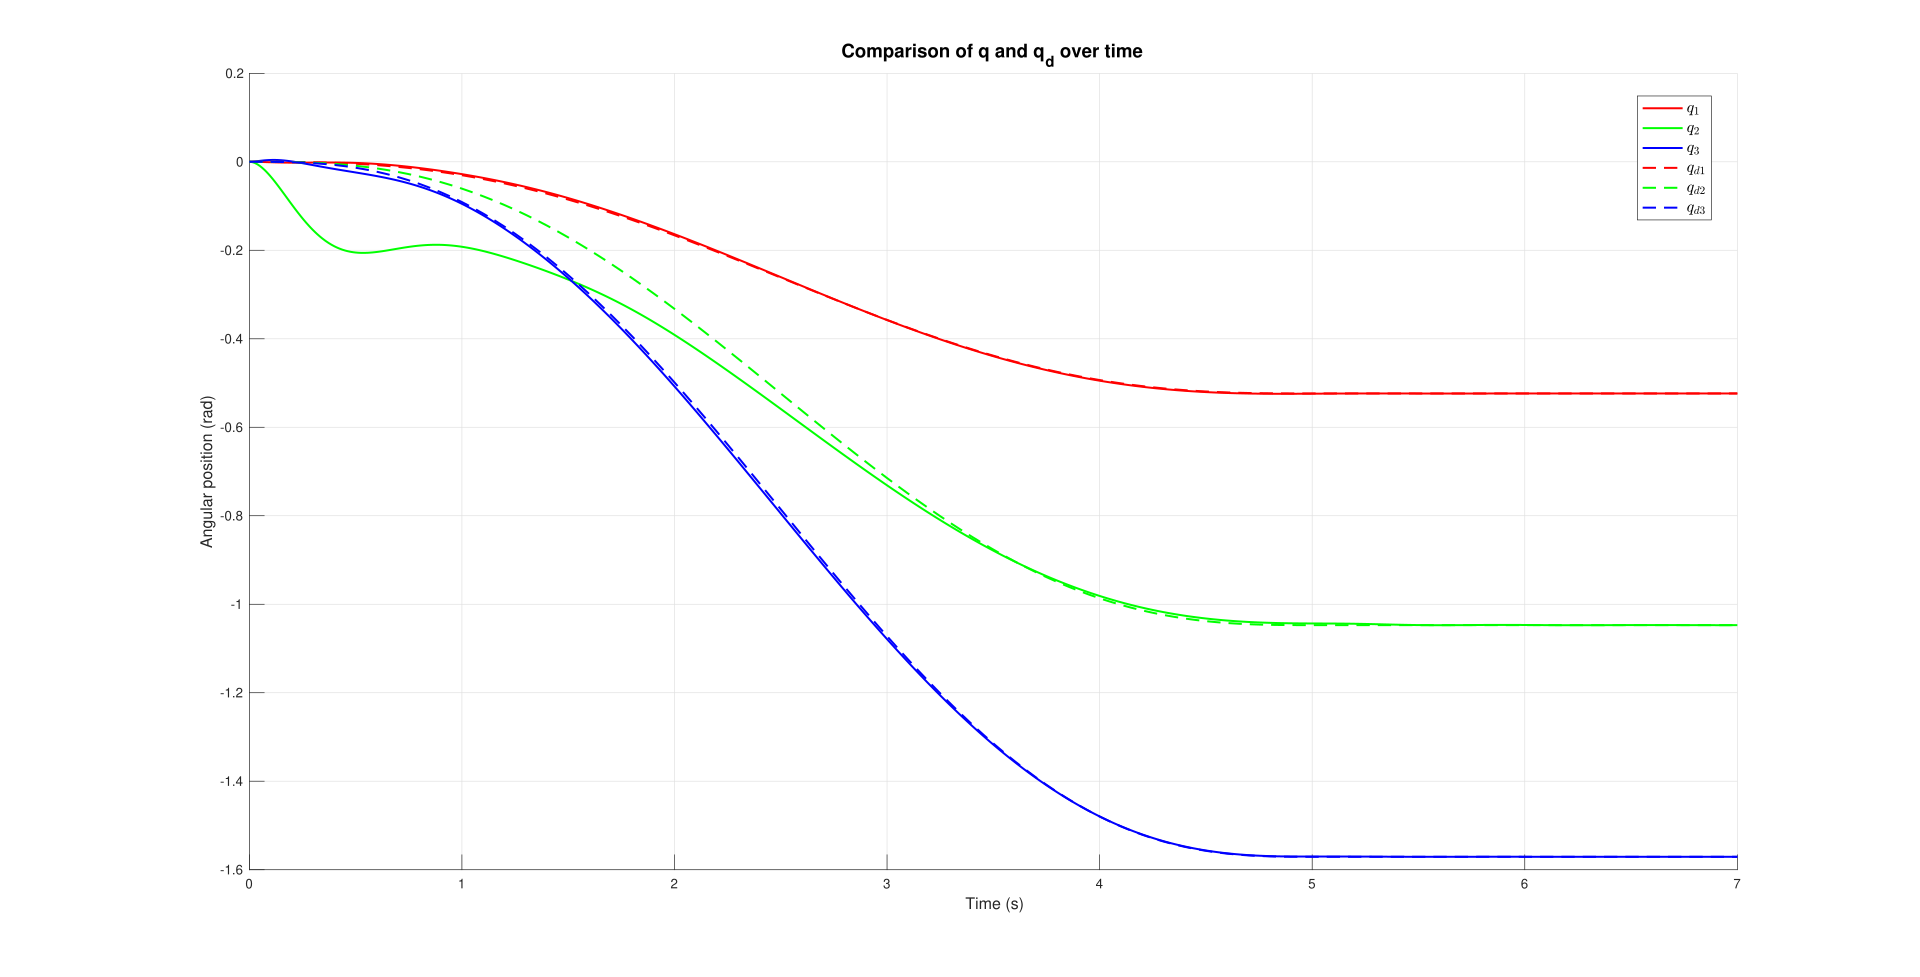 Comparison of q and q_d over time
0.2
0
-0.2
-0.4
-0.6
-0.8
-1
-1.2
-1.4
-1.6
Angular position (rad)
0 1 2 3 4 5 6 7
Time (s)
q1
q2
q3
qd1
qd2
qd3